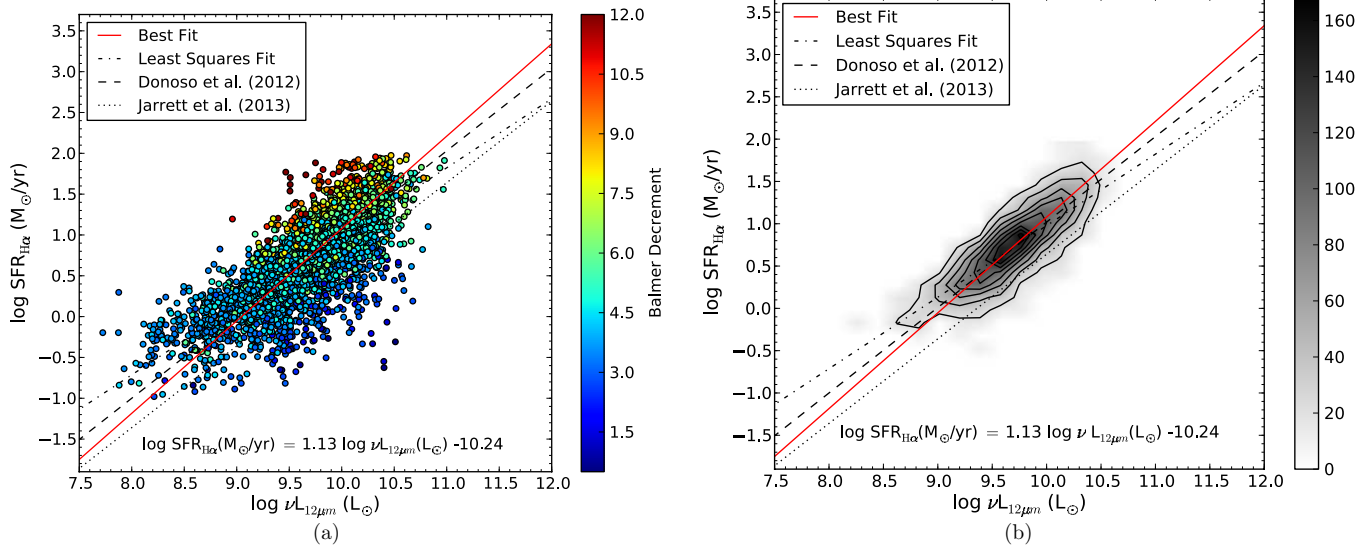 Best Fit
Least Squares Fit
Donoso et al. (2012)
Jarrett et al. (2013)
3.5
3.0
2.5
2.0
1.5
1.0
0.5
0.0
−0.5
−1.0
−1.5
log SFR_Hα (M_⊙/yr)
log SFR_Hα(M_⊙/yr) = 1.13 log νL_12μm(L_⊙) -10.24
7.5 8.0 8.5 9.0 9.5 10.0 10.5 11.0 11.5 12.0
log νL_12μm (L_⊙)
(a)
12.0
10.5
9.0
7.5
6.0
4.5
3.0
1.5
Balmer Decrement
Best Fit
Least Squares Fit
Donoso et al. (2012)
Jarrett et al. (2013)
3.5
3.0
2.5
2.0
1.5
1.0
0.5
0.0
−0.5
−1.0
−1.5
log SFR_Hα (M_⊙/yr)
log SFR_Hα(M_⊙/yr) = 1.13 log ν L_12μm(L_⊙) -10.24
7.5 8.0 8.5 9.0 9.5 10.0 10.5 11.0 11.5 12.0
log νL_12μm (L_⊙)
(b)
160
140
120
100
80
60
40
20
0